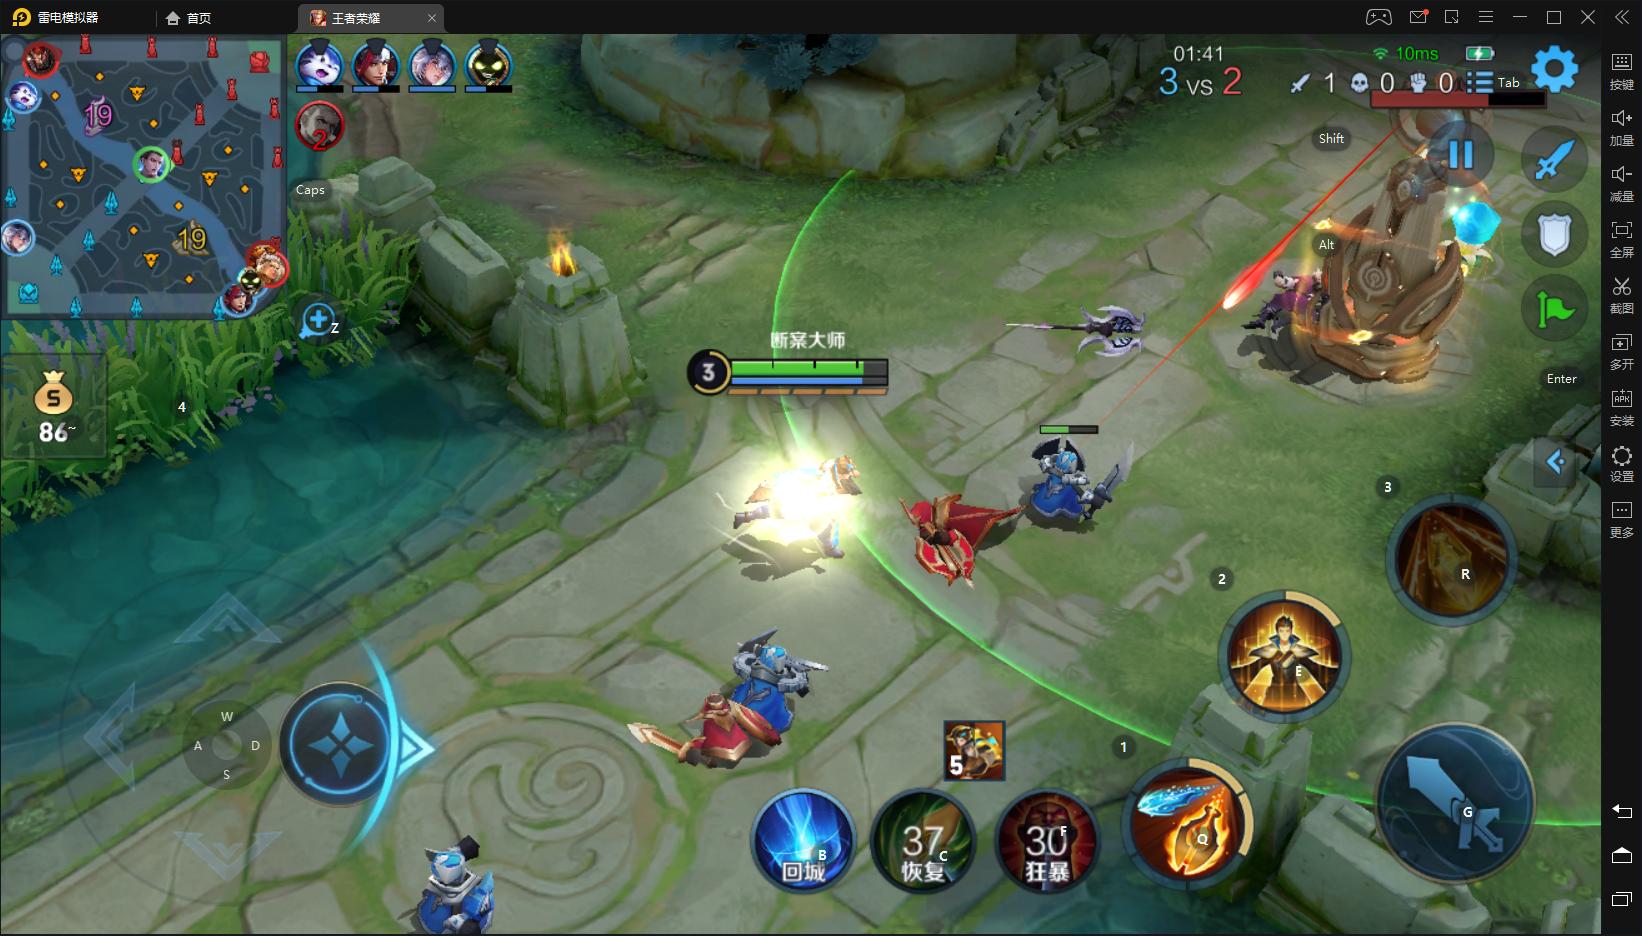 雷电模拟器
首页
王者荣耀
01:41
3 vs 2
10ms
1
0
0
Tab
Shift
Alt
Enter
19
19
2
Caps
Z
86~
4
断案大师
3
3
2
R
E
1
Q
G
W
A
D
S
5
回城
B
37
恢复
C
30
狂暴
F
S
按键
加量
减量
全屏
截图
多开
APK
安装
设置
更多